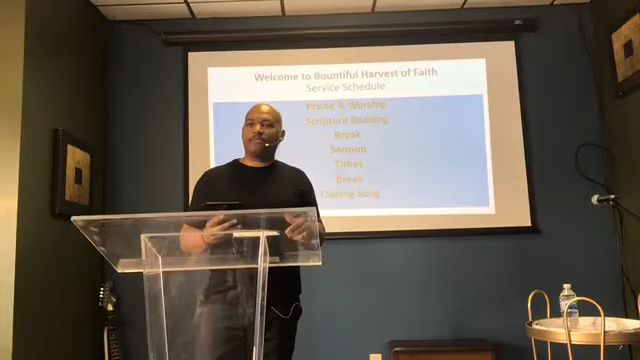 Welcome to Bountiful Harvest of Faith
Service Schedule
Praise & Worship
Scripture Reading
Break
Sermon
Tithes
Break
Closing Song